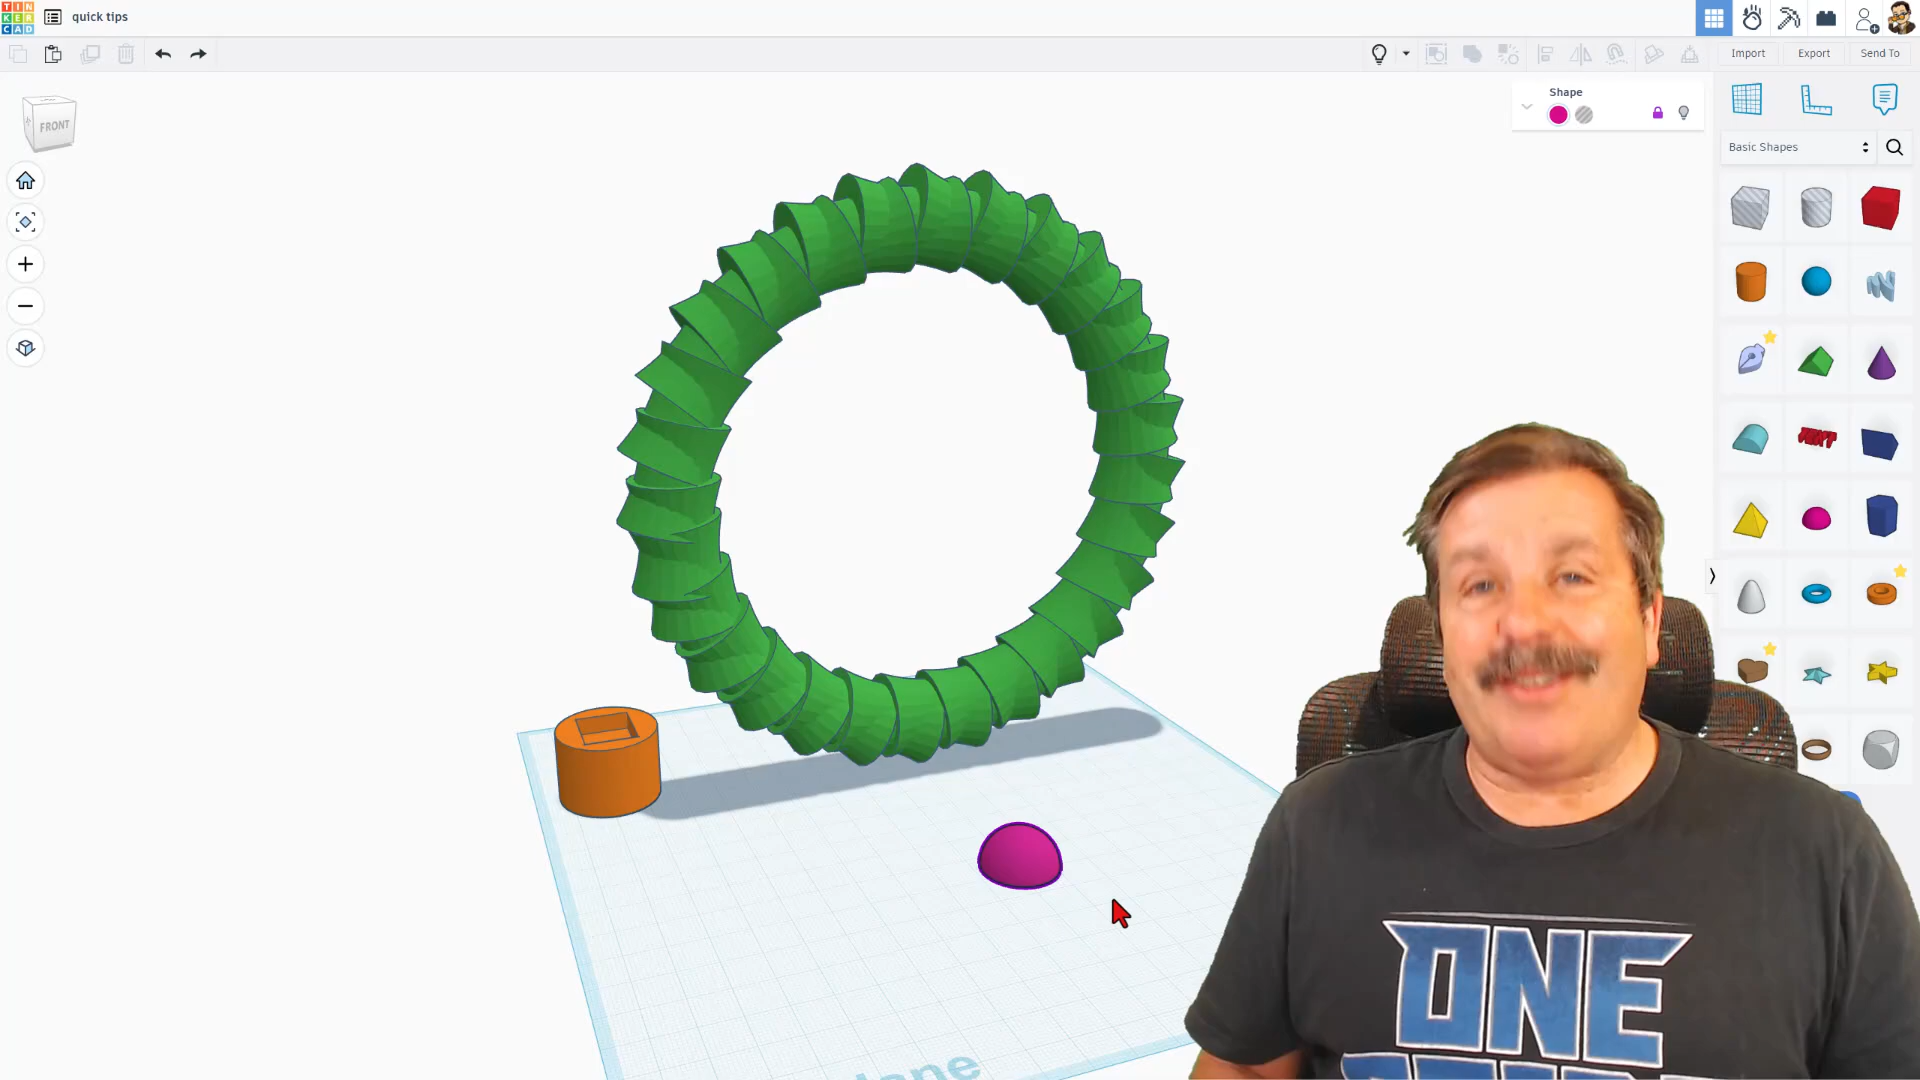 TIN
KER
CAD
quick tips
Import
Export
Send To
FRONT
Shape
Basic Shapes
ONE